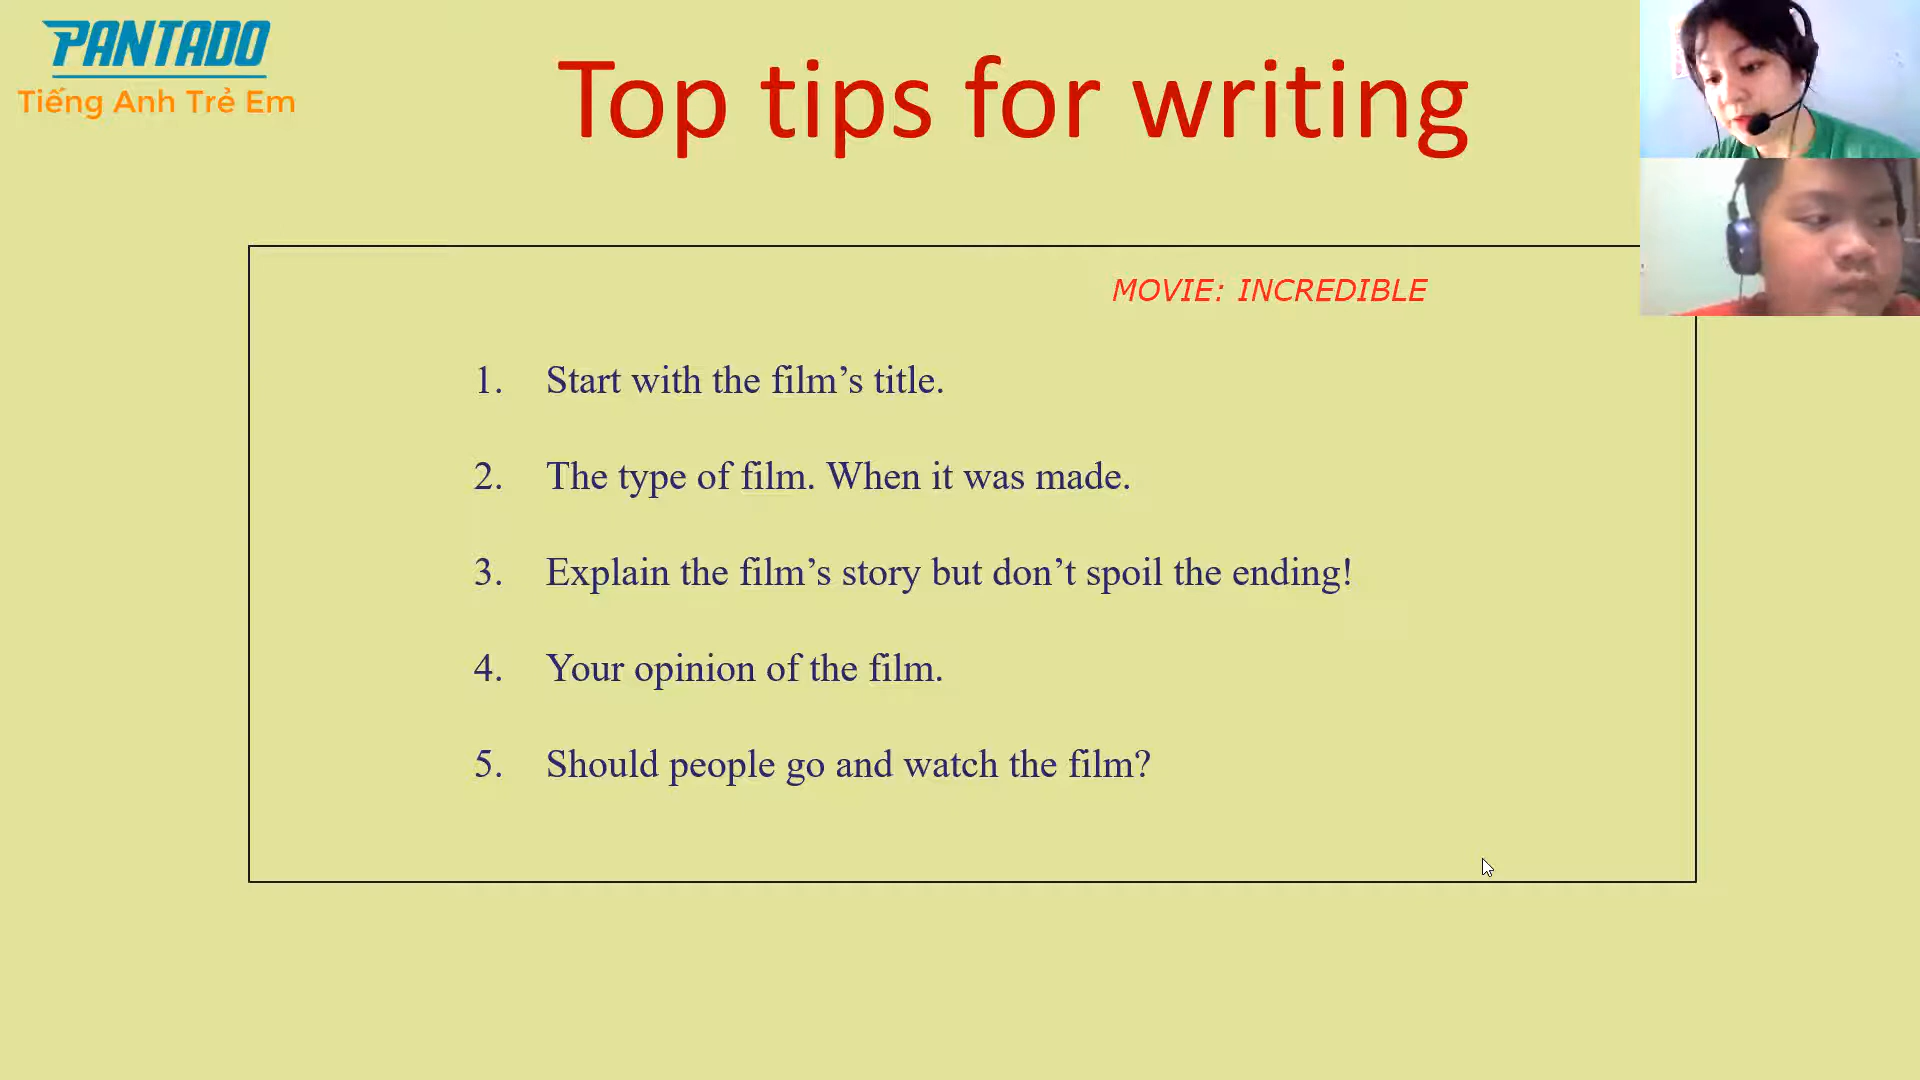 PANTADO
Tiếng Anh Trẻ Em
Top tips for writing
MOVIE: INCREDIBLE
1. Start with the film’s title.
2. The type of film. When it was made.
3. Explain the film’s story but don’t spoil the ending!
4. Your opinion of the film.
5. Should people go and watch the film?